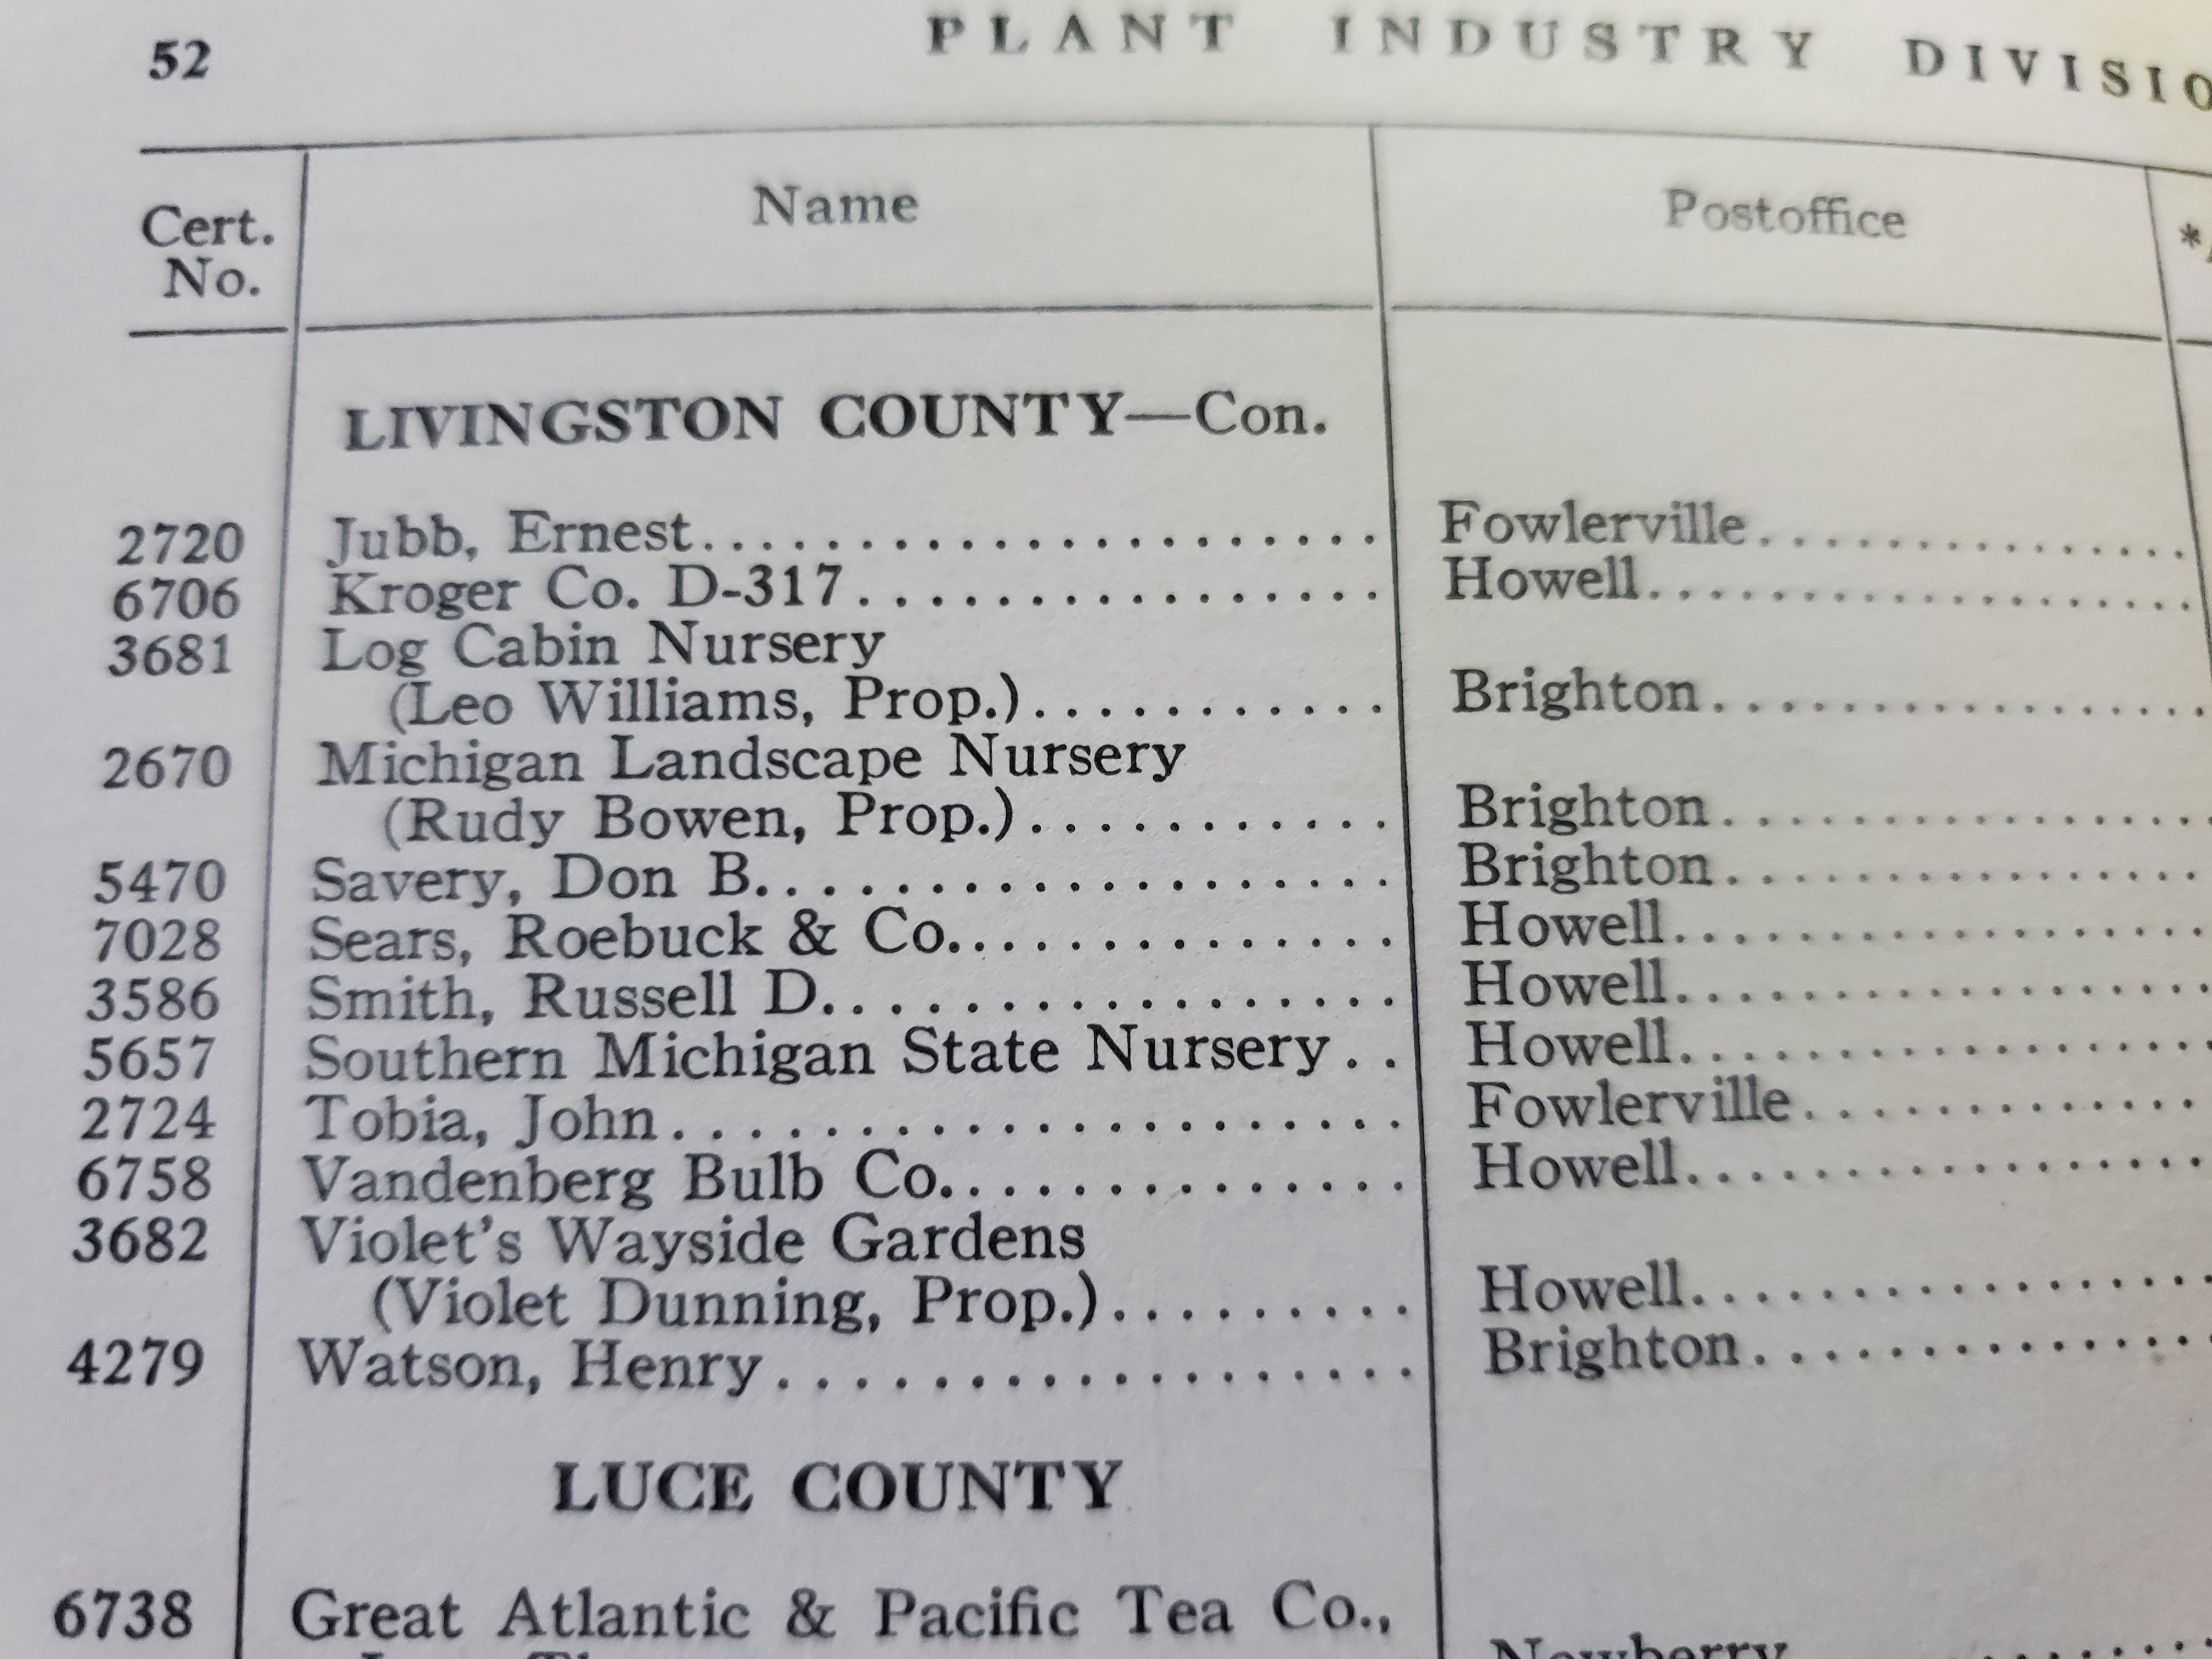 52 PLANT INDUSTRY
Cert. No. Name Postoffice
LIVINGSTON COUNTY—Con.
2720 Jubb, Ernest........................ Fowlerville................
6706 Kroger Co. D-317.................. Howell....................
3681 Log Cabin Nursery
(Leo Williams, Prop.)............ Brighton..................
2670 Michigan Landscape Nursery
(Rudy Bowen, Prop.)............ Brighton..................
5470 Savery, Don B..................... Brighton..................
7028 Sears, Roebuck & Co............... Howell....................
3586 Smith, Russell D................... Howell....................
5657 Southern Michigan State Nursery.. Howell....................
2724 Tobia, John........................ Fowlerville................
6758 Vandenberg Bulb Co................ Howell....................
3682 Violet's Wayside Gardens
(Violet Dunning, Prop.).......... Howell....................
4279 Watson, Henry.................... Brighton..................
LUCE COUNTY
6738 Great Atlantic & Pacific Tea Co.,
Newberry